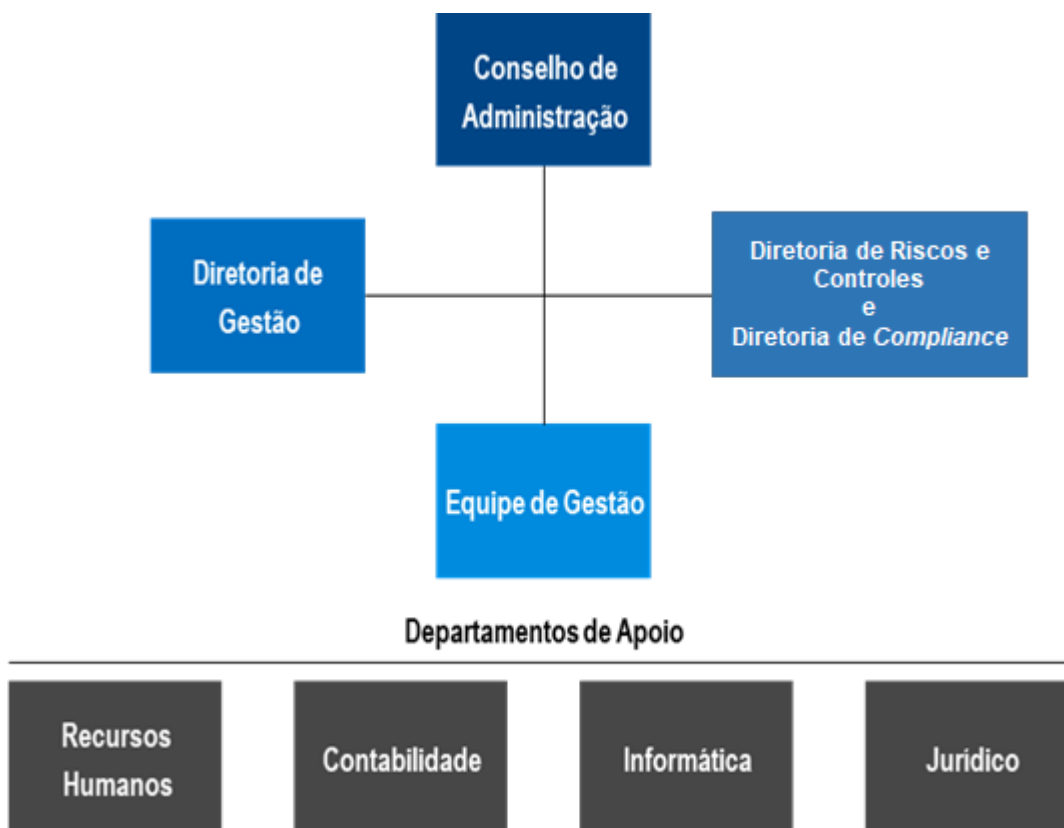 Conselho de
Administração
Diretoria de
Gestão
Diretoria de Riscos e
Controles
e
Diretoria de Compliance
Equipe de Gestão
Departamentos de Apoio
Recursos
Humanos
Contabilidade
Informática
Jurídico